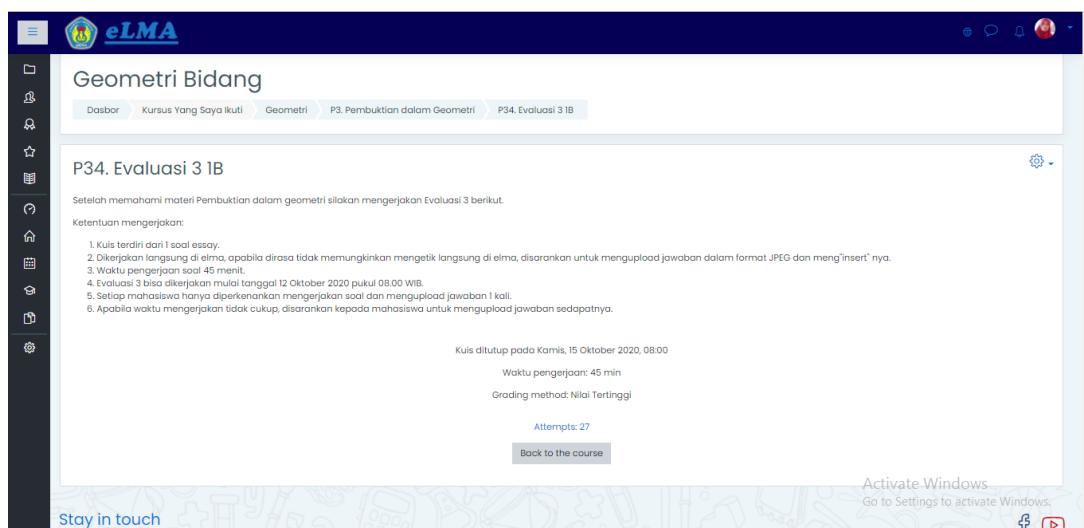 eLMA
Geometri Bidang
Dasbor Kursus Yang Saya Ikuti Geometri P3. Pembuktian dalam Geometri P34. Evaluasi 3 1B
P34. Evaluasi 3 1B
Setelah memahami materi Pembuktian dalam geometri silakan mengerjakan Evaluasi 3 berikut.
Ketentuan mengerjakan:
1. Kuis terdiri dari 1 soal essay.
2. Dikerjakan langsung di elma, apabila dirasa tidak memungkinkan mengetik langsung di elma, disarankan untuk mengupload jawaban dalam format JPEG dan meng"insert" nya.
3. Waktu pengerjaan soal 45 menit.
4. Evaluasi 3 bisa dikerjakan mulai tanggal 12 Oktober 2020 pukul 08.00 WIB.
5. Setiap mahasiswa hanya diperkenankan mengerjakan soal dan mengupload jawaban 1 kali.
6. Apabila waktu mengerjakan tidak cukup, disarankan kepada mahasiswa untuk mengupload jawaban sedapatnya.
Kuis ditutup pada Kamis, 15 Oktober 2020, 08:00
Waktu pengerjaan: 45 min
Grading method: Nilai Tertinggi
Attempts: 27
Back to the course
Activate Windows
Go to Settings to activate Windows.
Stay in touch